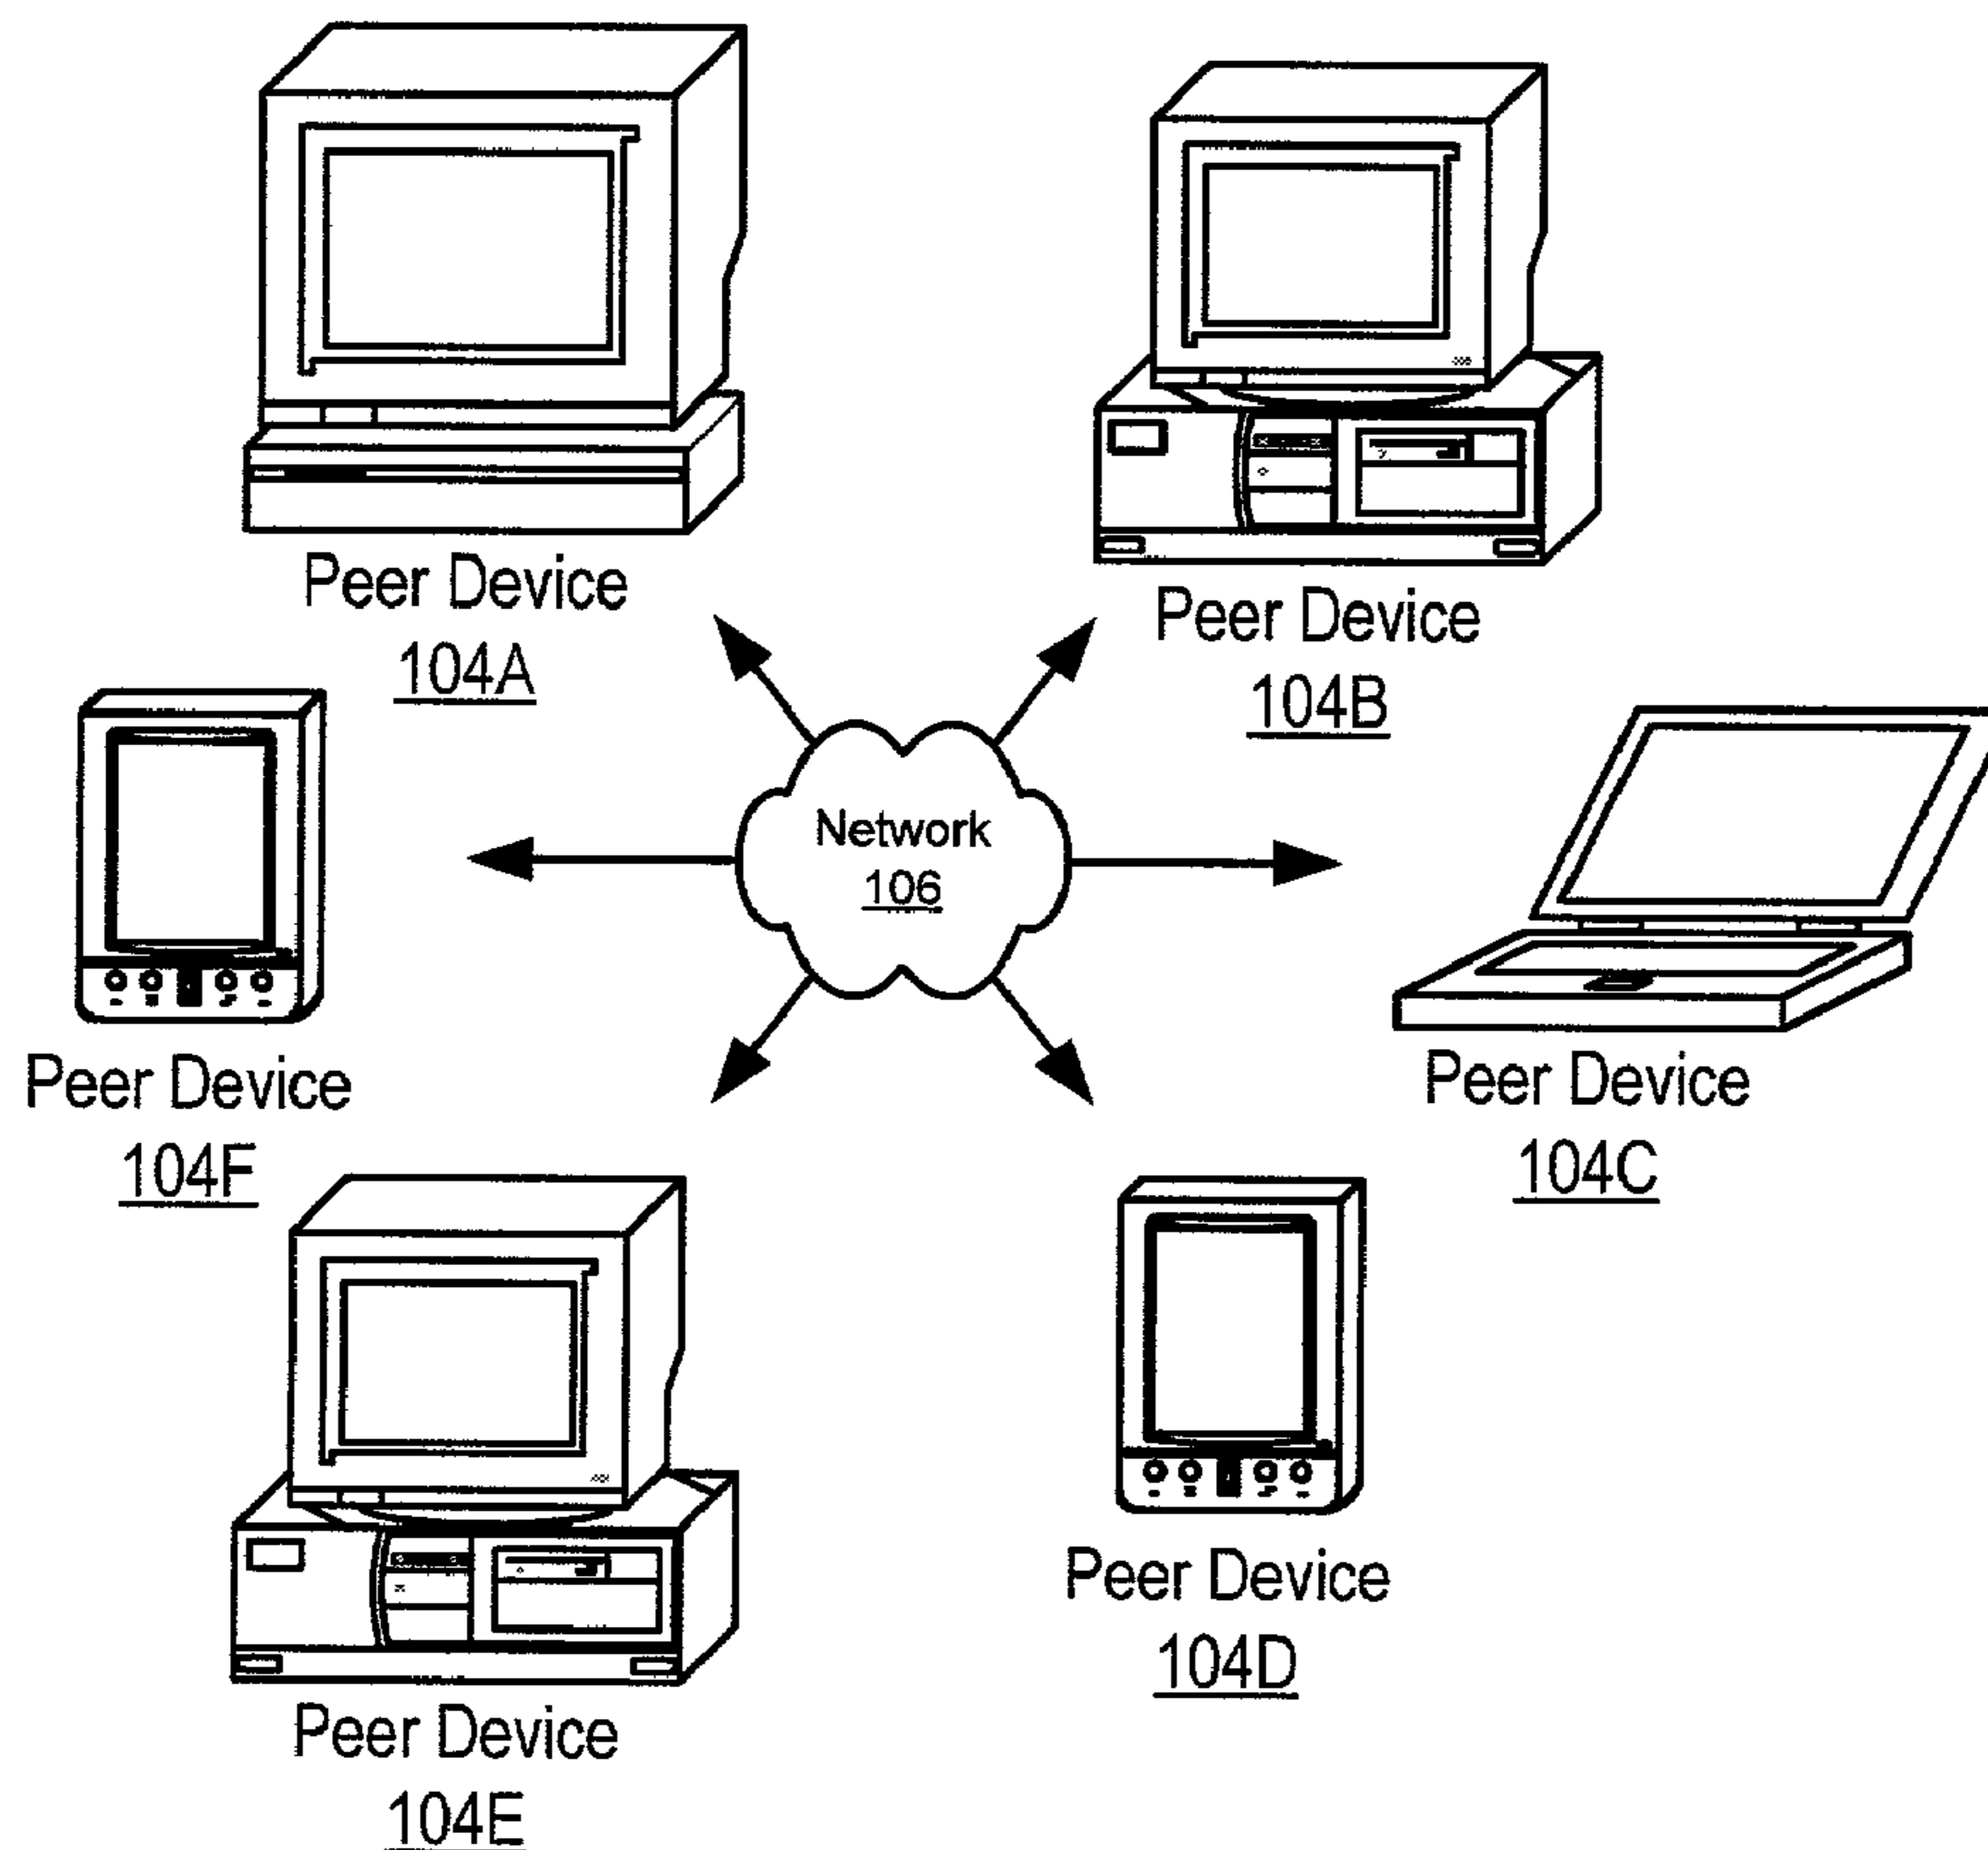 Peer Device
104A
Peer Device
104B
Network
106
Peer Device
104F
Peer Device
104C
Peer Device
104D
Peer Device
104E